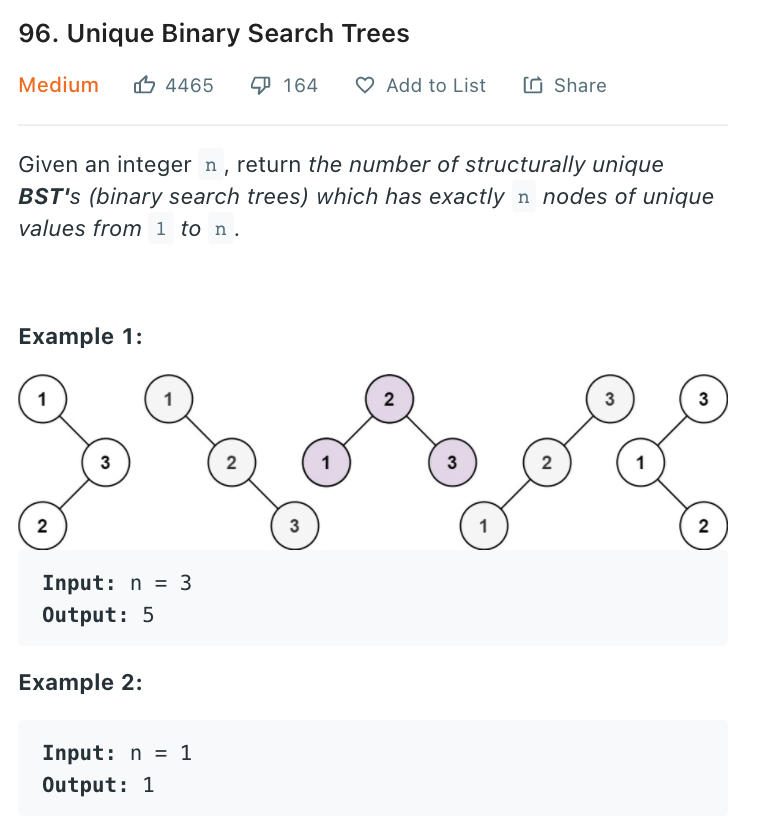 96. Unique Binary Search Trees
Medium 4465 164 Add to List Share
Given an integer n, return the number of structurally unique
BST's (binary search trees) which has exactly n nodes of unique
values from 1 to n.
Example 1:
1 1 2 3 3
3 2 1 3 2 1
2 3 1 2
Input: n = 3
Output: 5
Example 2:
Input: n = 1
Output: 1